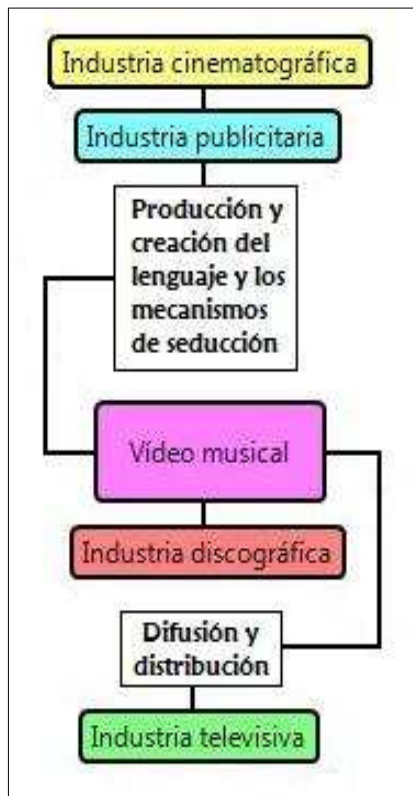 Industria cinematográfica
Industria publicitaria
Producción y
creación del
lenguaje y los
mecanismos
de seducción
Vídeo musical
Industria discográfica
Difusión y
distribución
Industria televisiva